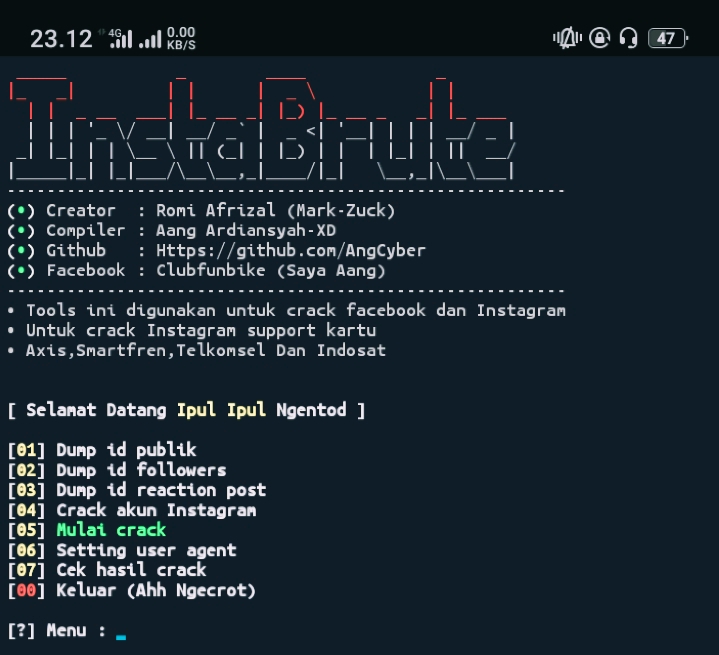 23.12 4G 0.00 KB/S 47
InstaBrute
(•) Creator : Romi Afrizal (Mark-Zuck)
(•) Compiler : Aang Ardiansyah-XD
(•) Github : Https://github.com/AngCyber
(•) Facebook : Clubfunbike (Saya Aang)
• Tools ini digunakan untuk crack facebook dan Instagram
• Untuk crack Instagram support kartu
• Axis,Smartfren,Telkomsel Dan Indosat
[ Selamat Datang Ipul Ipul Ngentod ]
[01] Dump id publik
[02] Dump id followers
[03] Dump id reaction post
[04] Crack akun Instagram
[05] Mulai crack
[06] Setting user agent
[07] Cek hasil crack
[00] Keluar (Ahh Ngecrot)
[?] Menu :